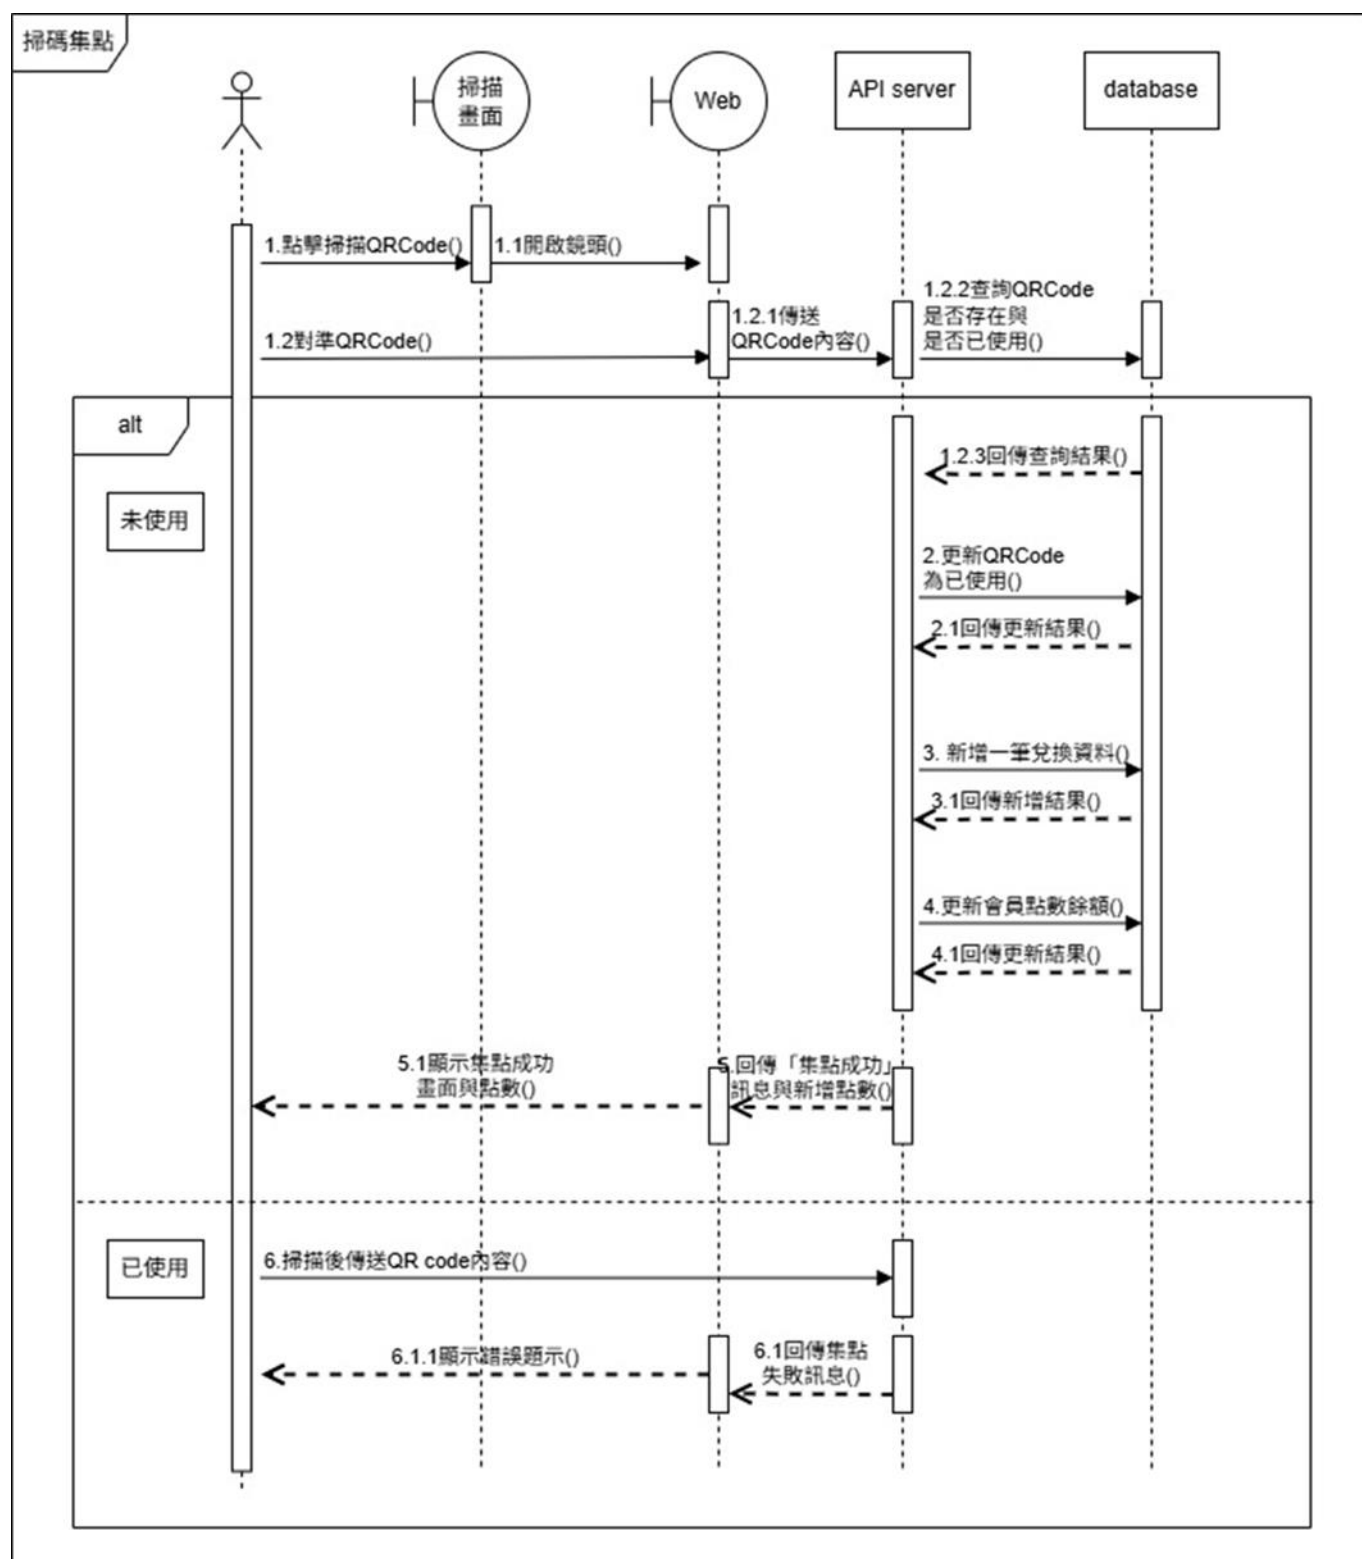 掃碼集點
掃描
畫面
Web
API server
database
1.點擊掃描QRCode()
1.1開啟鏡頭()
1.2對準QRCode()
1.2.1傳送
QRCode內容()
1.2.2查詢QRCode
是否存在與
是否已使用()
alt
1.2.3回傳查詢結果()
未使用
2.更新QRCode
為已使用()
2.1回傳更新結果()
3. 新增一筆兌換資料()
3.1回傳新增結果()
4.更新會員點數餘額()
4.1回傳更新結果()
5.回傳「集點成功」
訊息與新增點數()
5.1顯示集點成功
畫面與點數()
已使用
6.掃描後傳送QR code內容()
6.1回傳集點
失敗訊息()
6.1.1顯示錯誤題示()